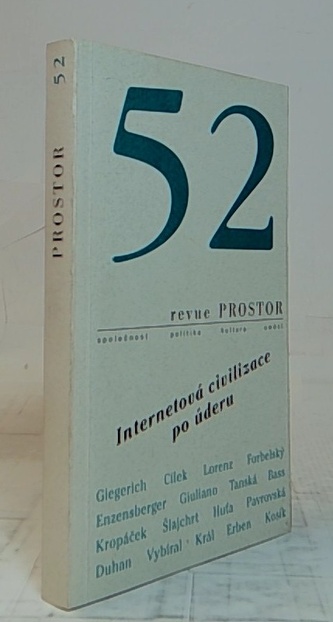 PROSTOR 52
52
revue PROSTOR
společnost politika kultura umění
Internetová civilizace
po úderu
Giegerich Cílek Lorenz Forbelský
Enzensberger Giuliano Tanská Bass
Kropáček Šlajchrt Huťa Pavrovská
Duhan Vybíral Král Erben Kosík